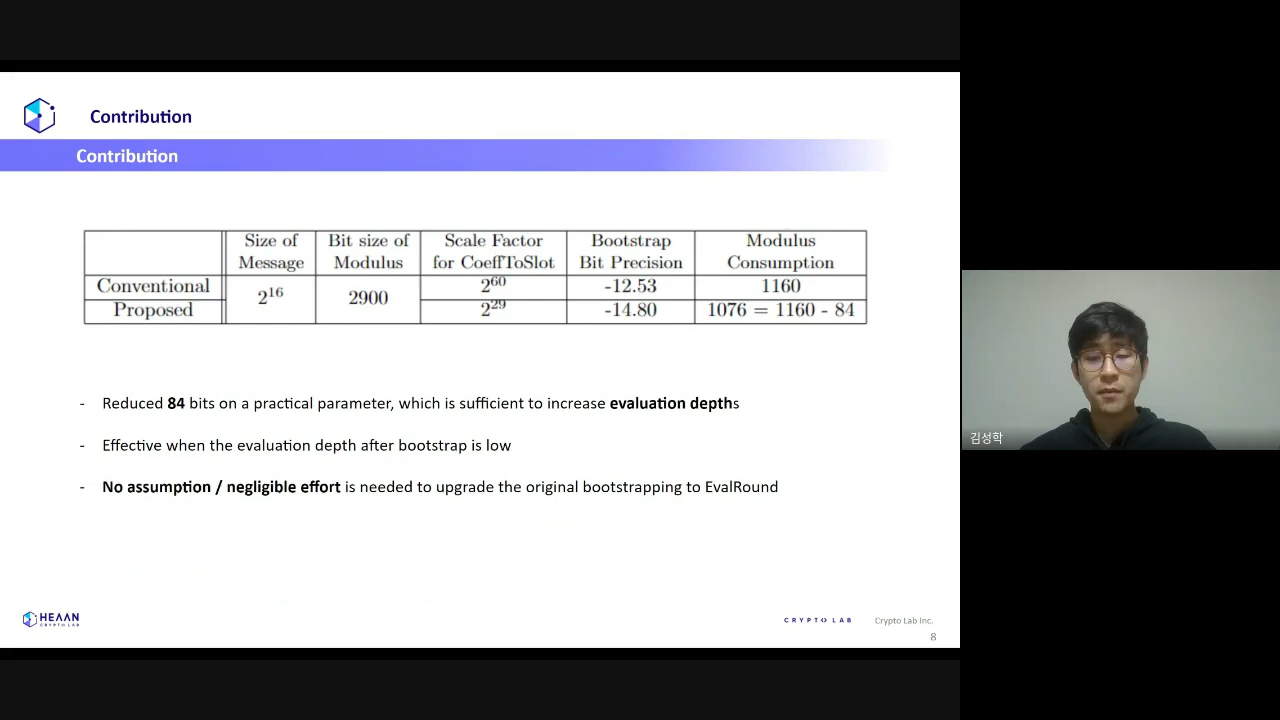 Contribution
Contribution
Size of Message
Bit size of Modulus
Scale Factor for CoeffToSlot
Bootstrap Bit Precision
Modulus Consumption
Conventional 2^16 2900 2^60 -12.53 1160
Proposed 2^29 -14.80 1076 = 1160 - 84
- Reduced 84 bits on a practical parameter, which is sufficient to increase evaluation depths
- Effective when the evaluation depth after bootstrap is low
- No assumption / negligible effort is needed to upgrade the original bootstrapping to EvalRound
HEAAN
CRYPTO LAB
CRYPTO LAB
Crypto Lab Inc.
8
김성학